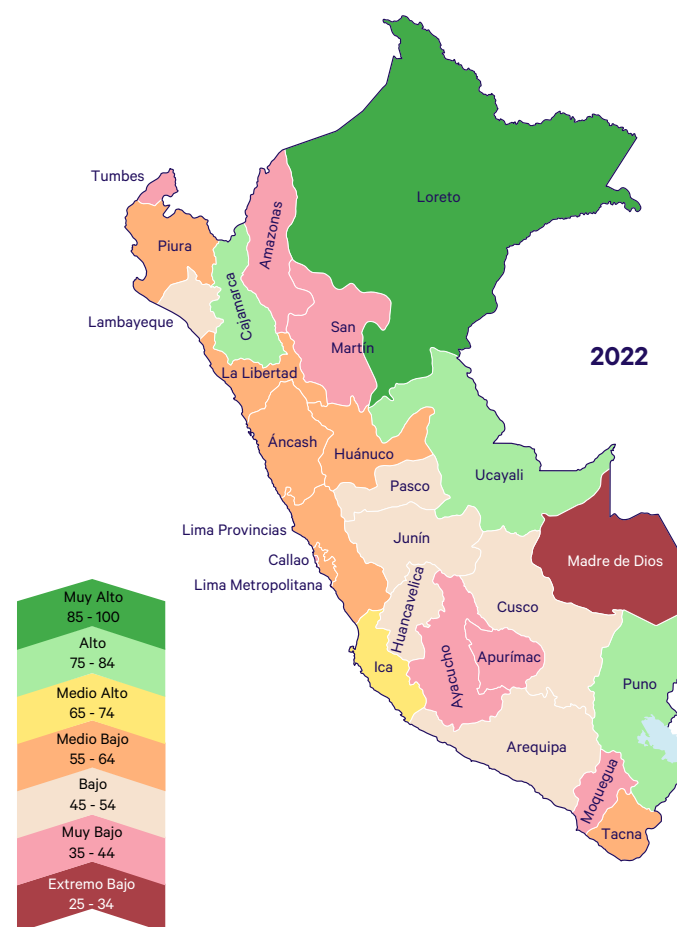 Tumbes
Loreto
Amazonas
Piura
Cajamarca
Lambayeque
San
Martín
2022
La Libertad
Áncash
Huánuco
Ucayali
Pasco
Lima Provincias
Junín
Callao
Madre de Dios
Lima Metropolitana
Huancavelica
Cusco
Ica
Ayacucho
Apurímac
Puno
Arequipa
Moquegua
Tacna
Muy Alto
85 - 100
Alto
75 - 84
Medio Alto
65 - 74
Medio Bajo
55 - 64
Bajo
45 - 54
Muy Bajo
35 - 44
Extremo Bajo
25 - 34